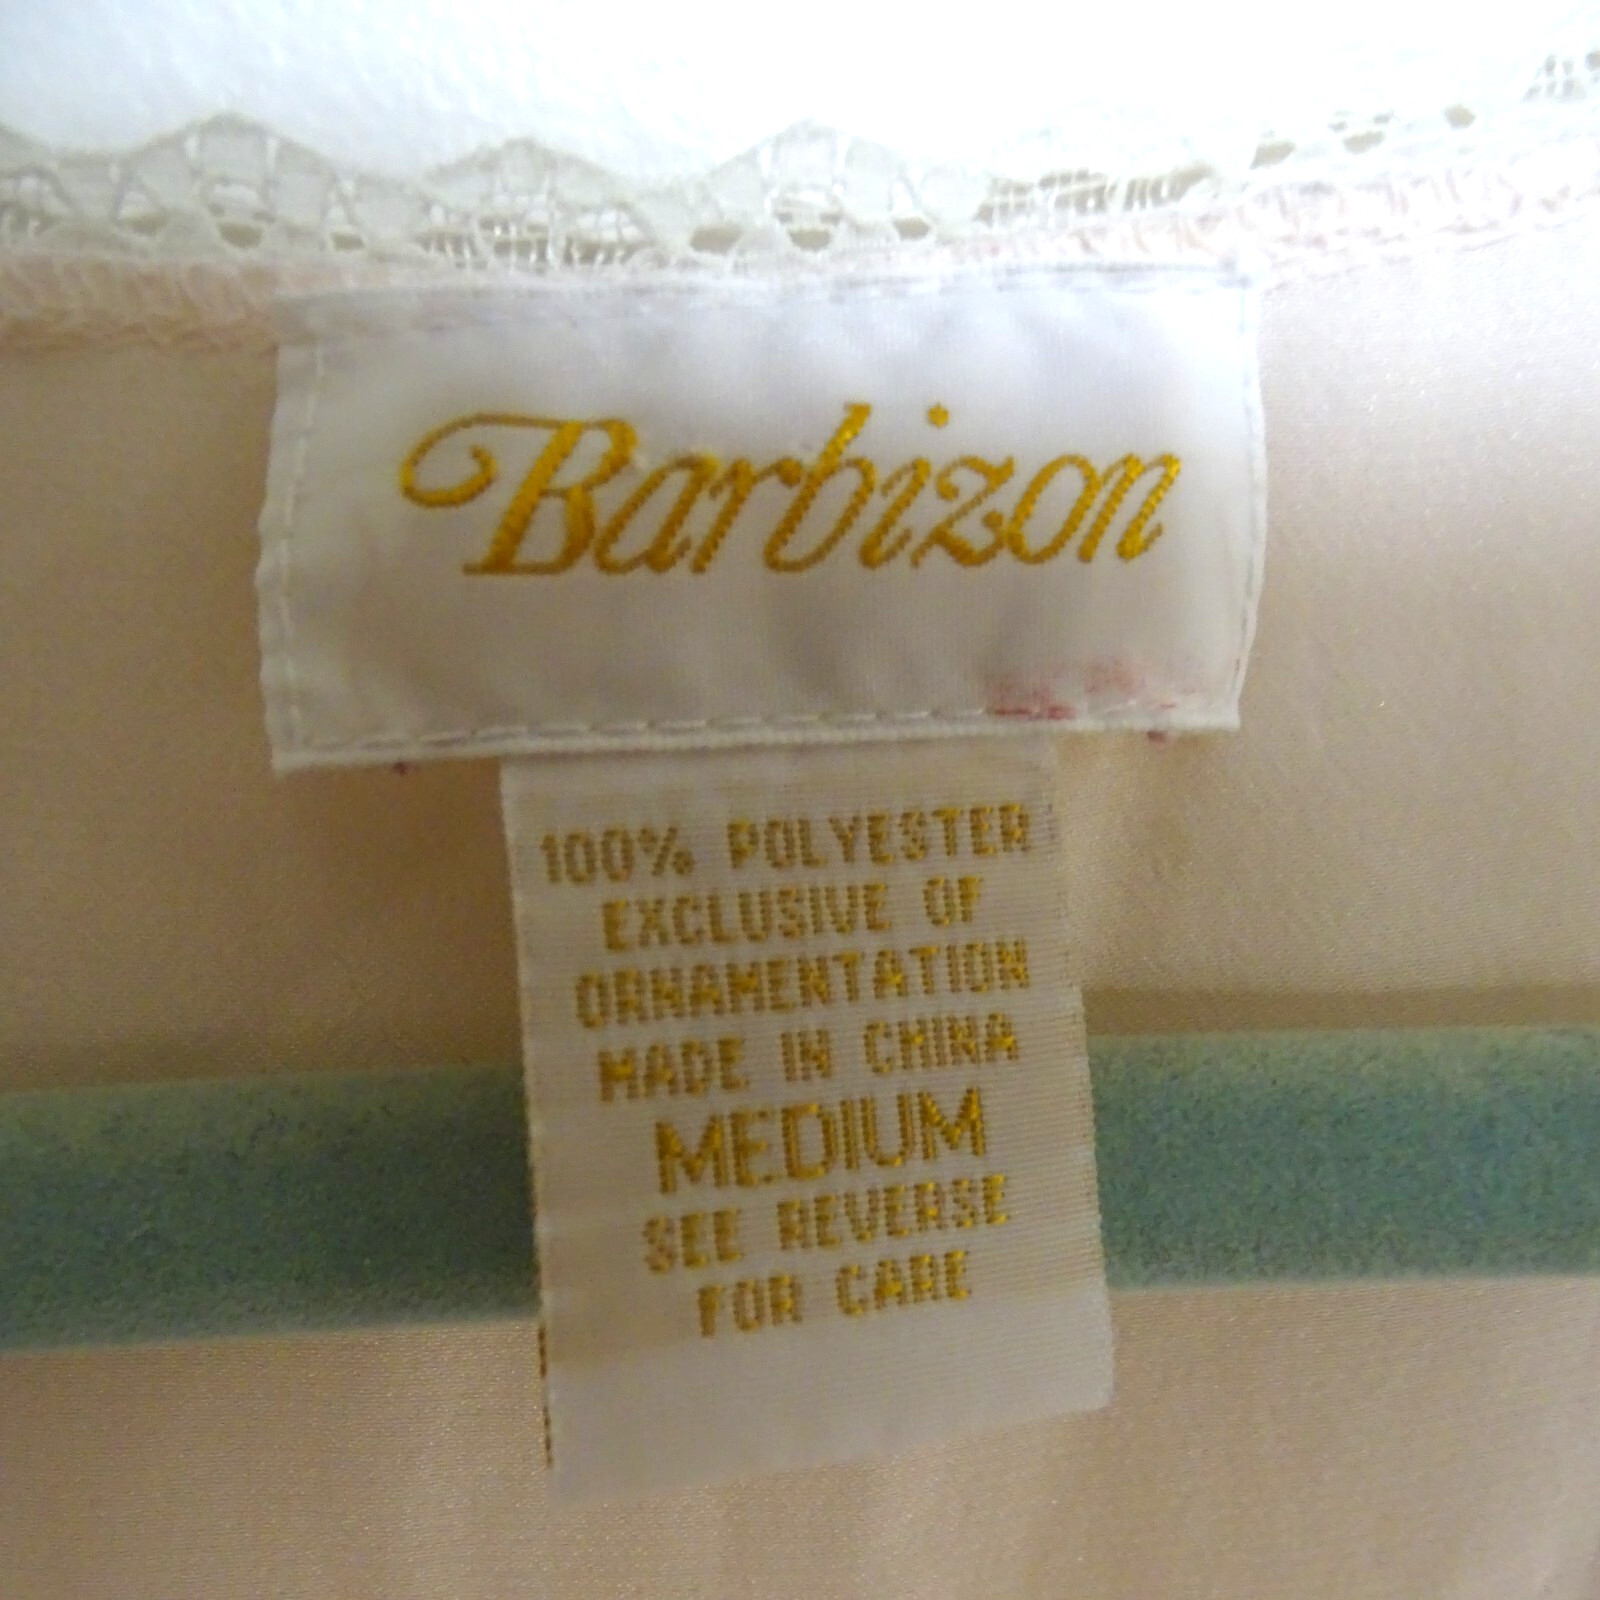 Barbizon
100% POLYESTER
EXCLUSIVE OF
ORNAMENTATION
MADE IN CHINA
MEDIUM
SEE REVERSE
FOR CARE